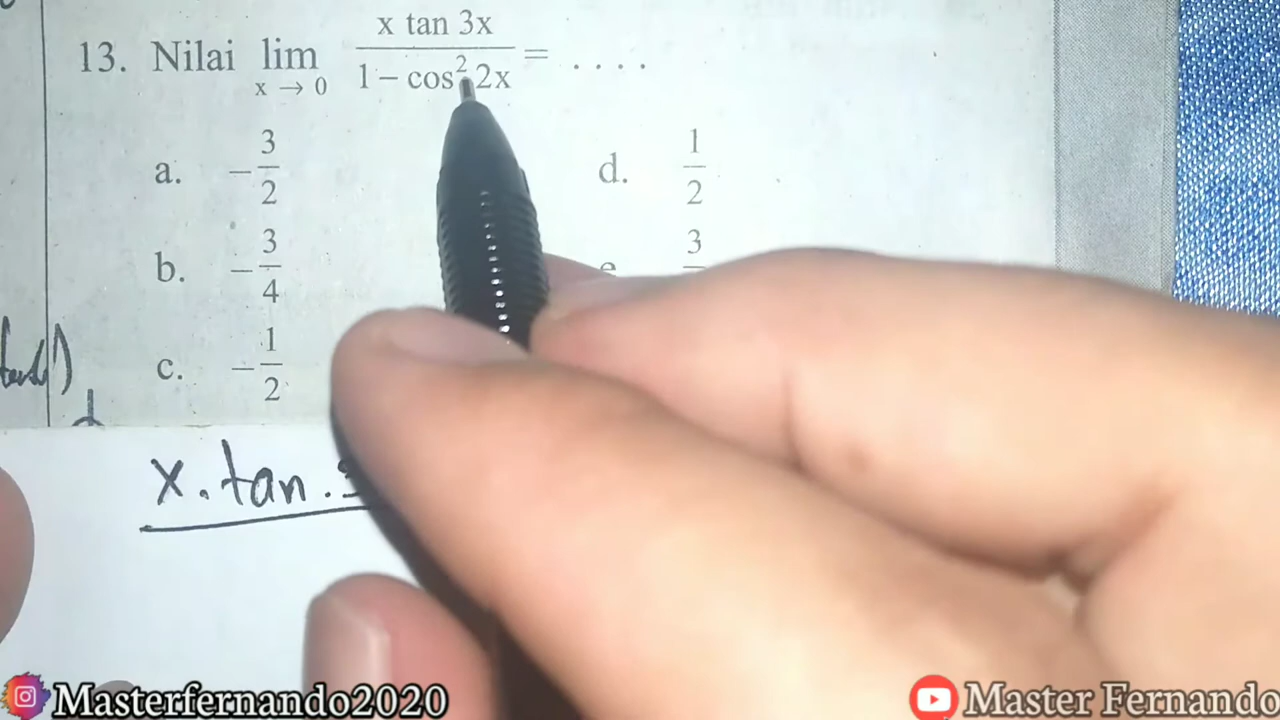 x tan 3x
13. Nilai lim ――― = ....
x → 0 1 – cos² 2x
a. –3/2
d. 1/2
b. –3/4
e. 3
c. –1/2
x.tan.
Masterfernando2020
Master Fernando